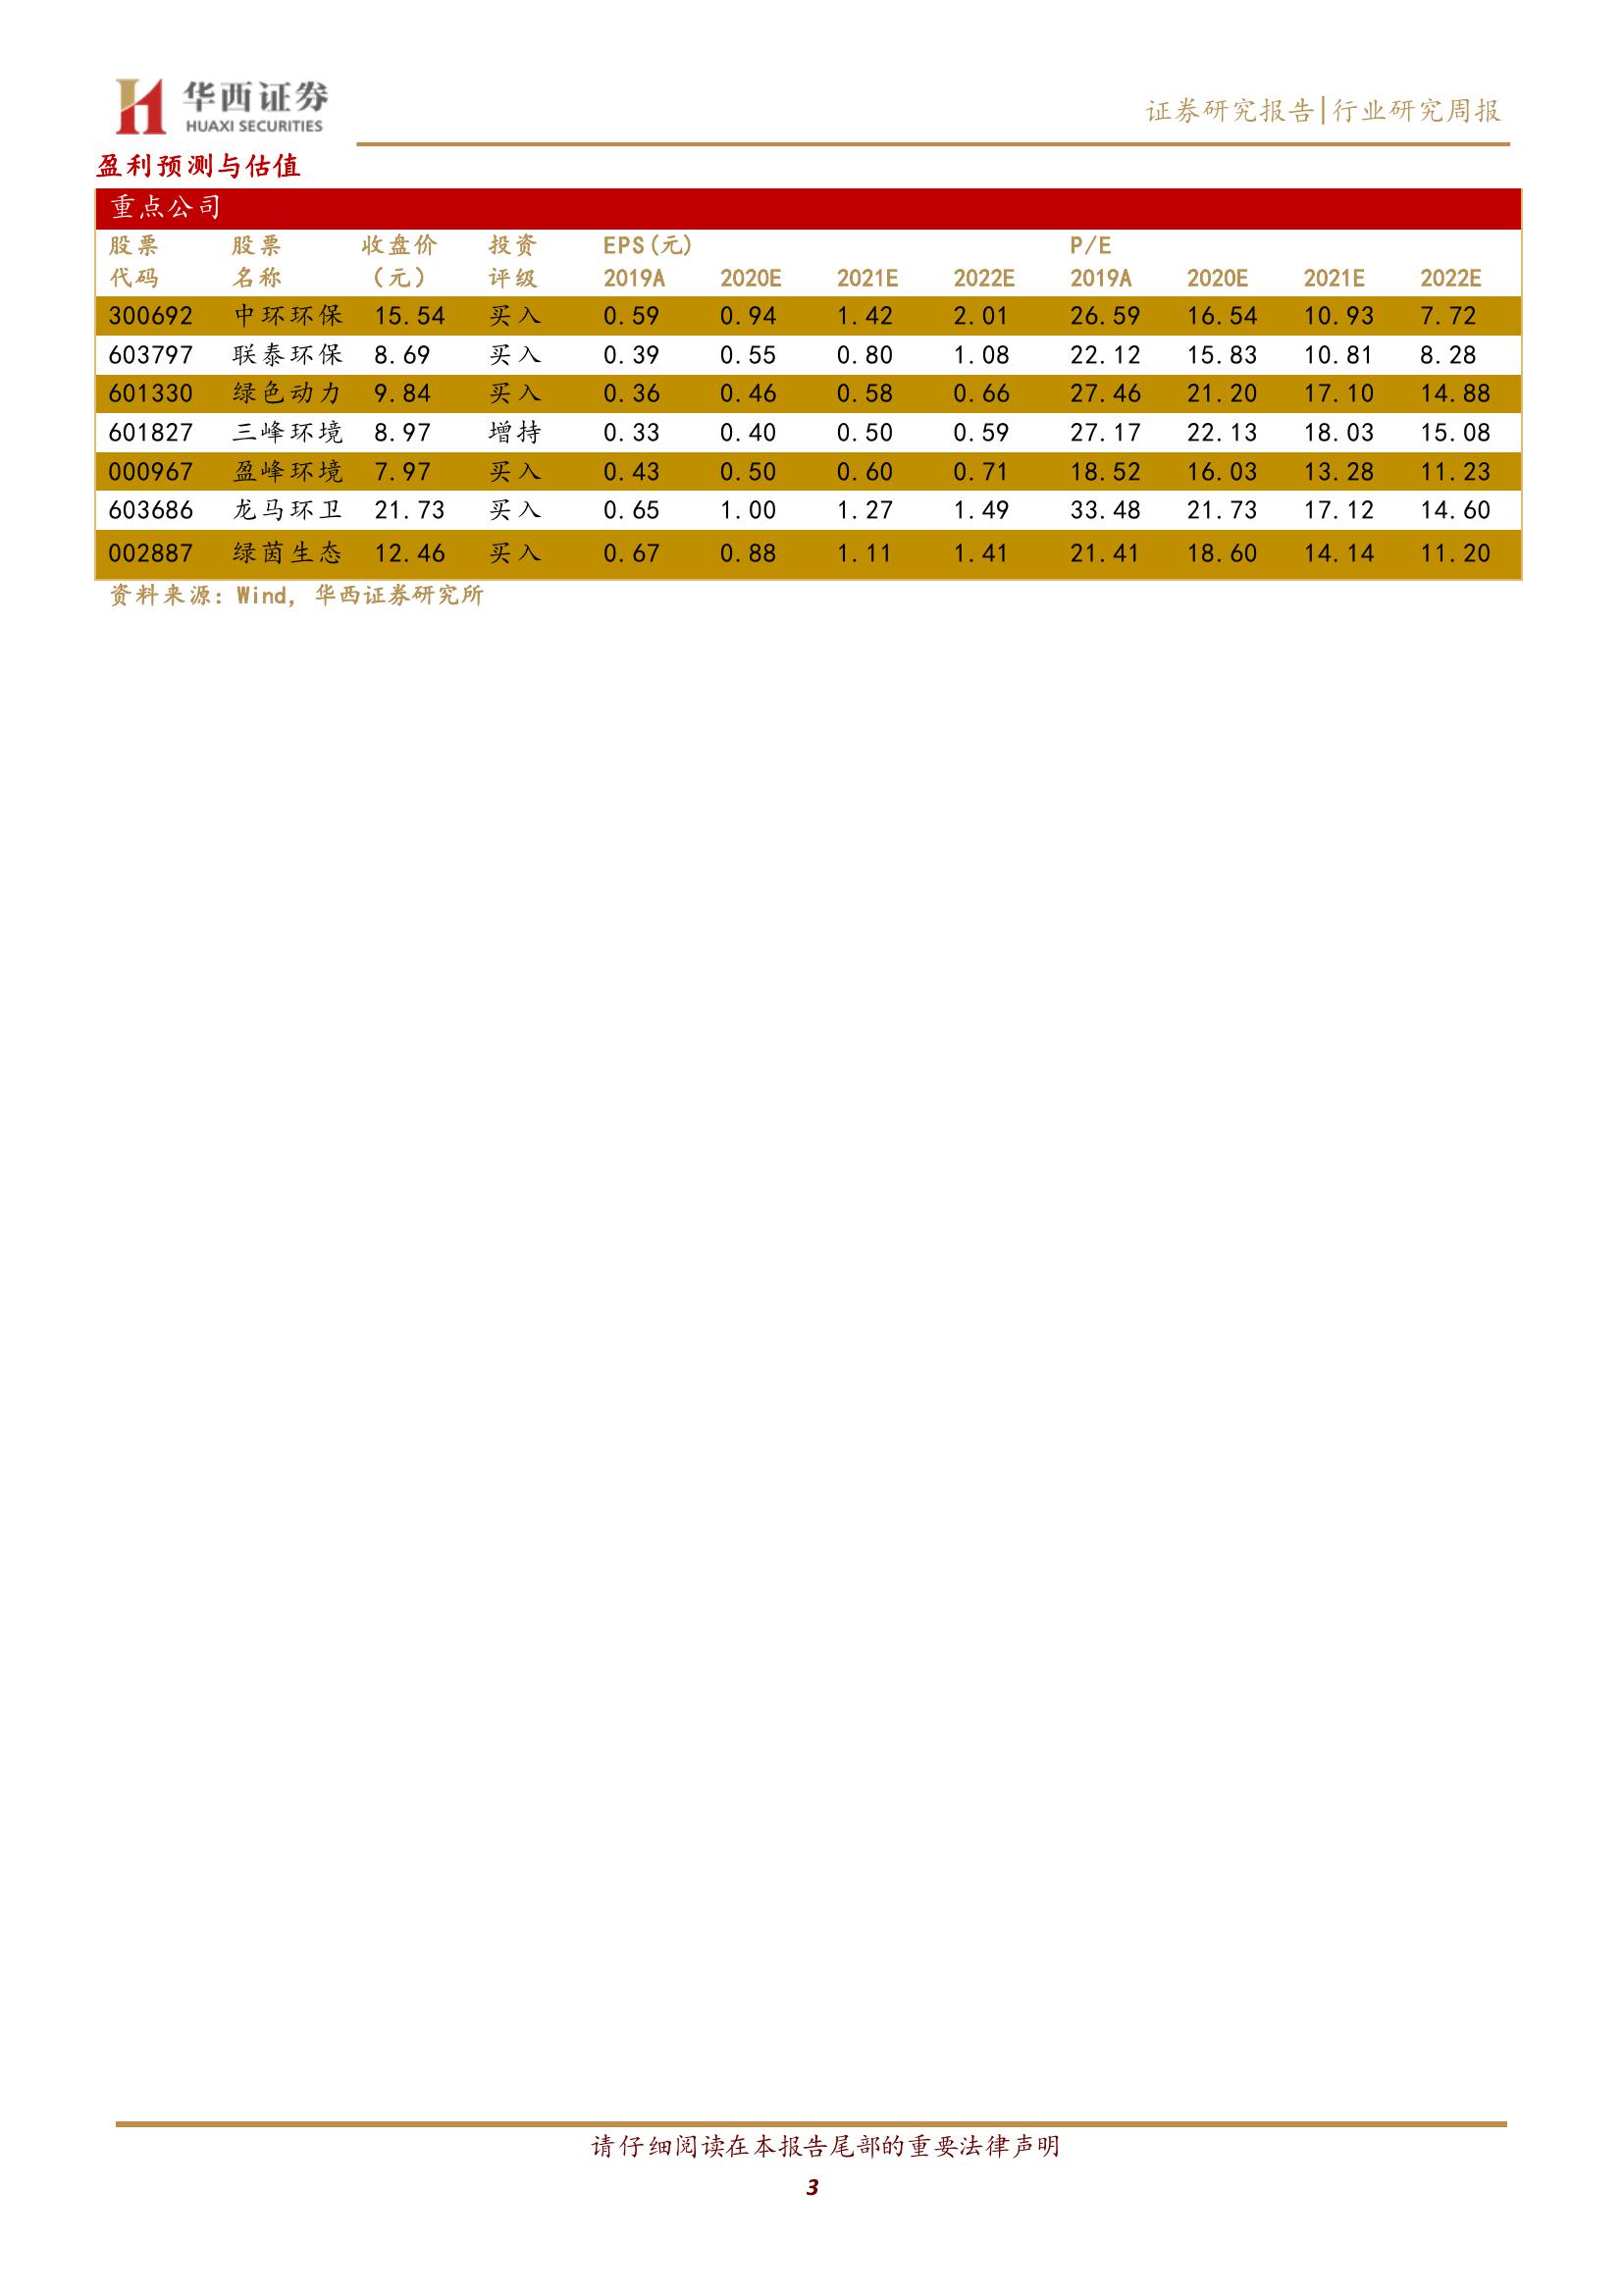 华西证券
HUAXI SECURITIES
证券研究报告|行业研究周报
盈利预测与估值
重点公司
股票 股票 收盘价 投资 EPS(元) P/E
代码 名称 （元） 评级 2019A 2020E 2021E 2022E 2019A 2020E 2021E 2022E
300692 中环环保 15.54 买入 0.59 0.94 1.42 2.01 26.59 16.54 10.93 7.72
603797 联泰环保 8.69 买入 0.39 0.55 0.80 1.08 22.12 15.83 10.81 8.28
601330 绿色动力 9.84 买入 0.36 0.46 0.58 0.66 27.46 21.20 17.10 14.88
601827 三峰环境 8.97 增持 0.33 0.40 0.50 0.59 27.17 22.13 18.03 15.08
000967 盈峰环境 7.97 买入 0.43 0.50 0.60 0.71 18.52 16.03 13.28 11.23
603686 龙马环卫 21.73 买入 0.65 1.00 1.27 1.49 33.48 21.73 17.12 14.60
002887 绿茵生态 12.46 买入 0.67 0.88 1.11 1.41 21.41 18.60 14.14 11.20
资料来源：Wind，华西证券研究所
请仔细阅读在本报告尾部的重要法律声明
3